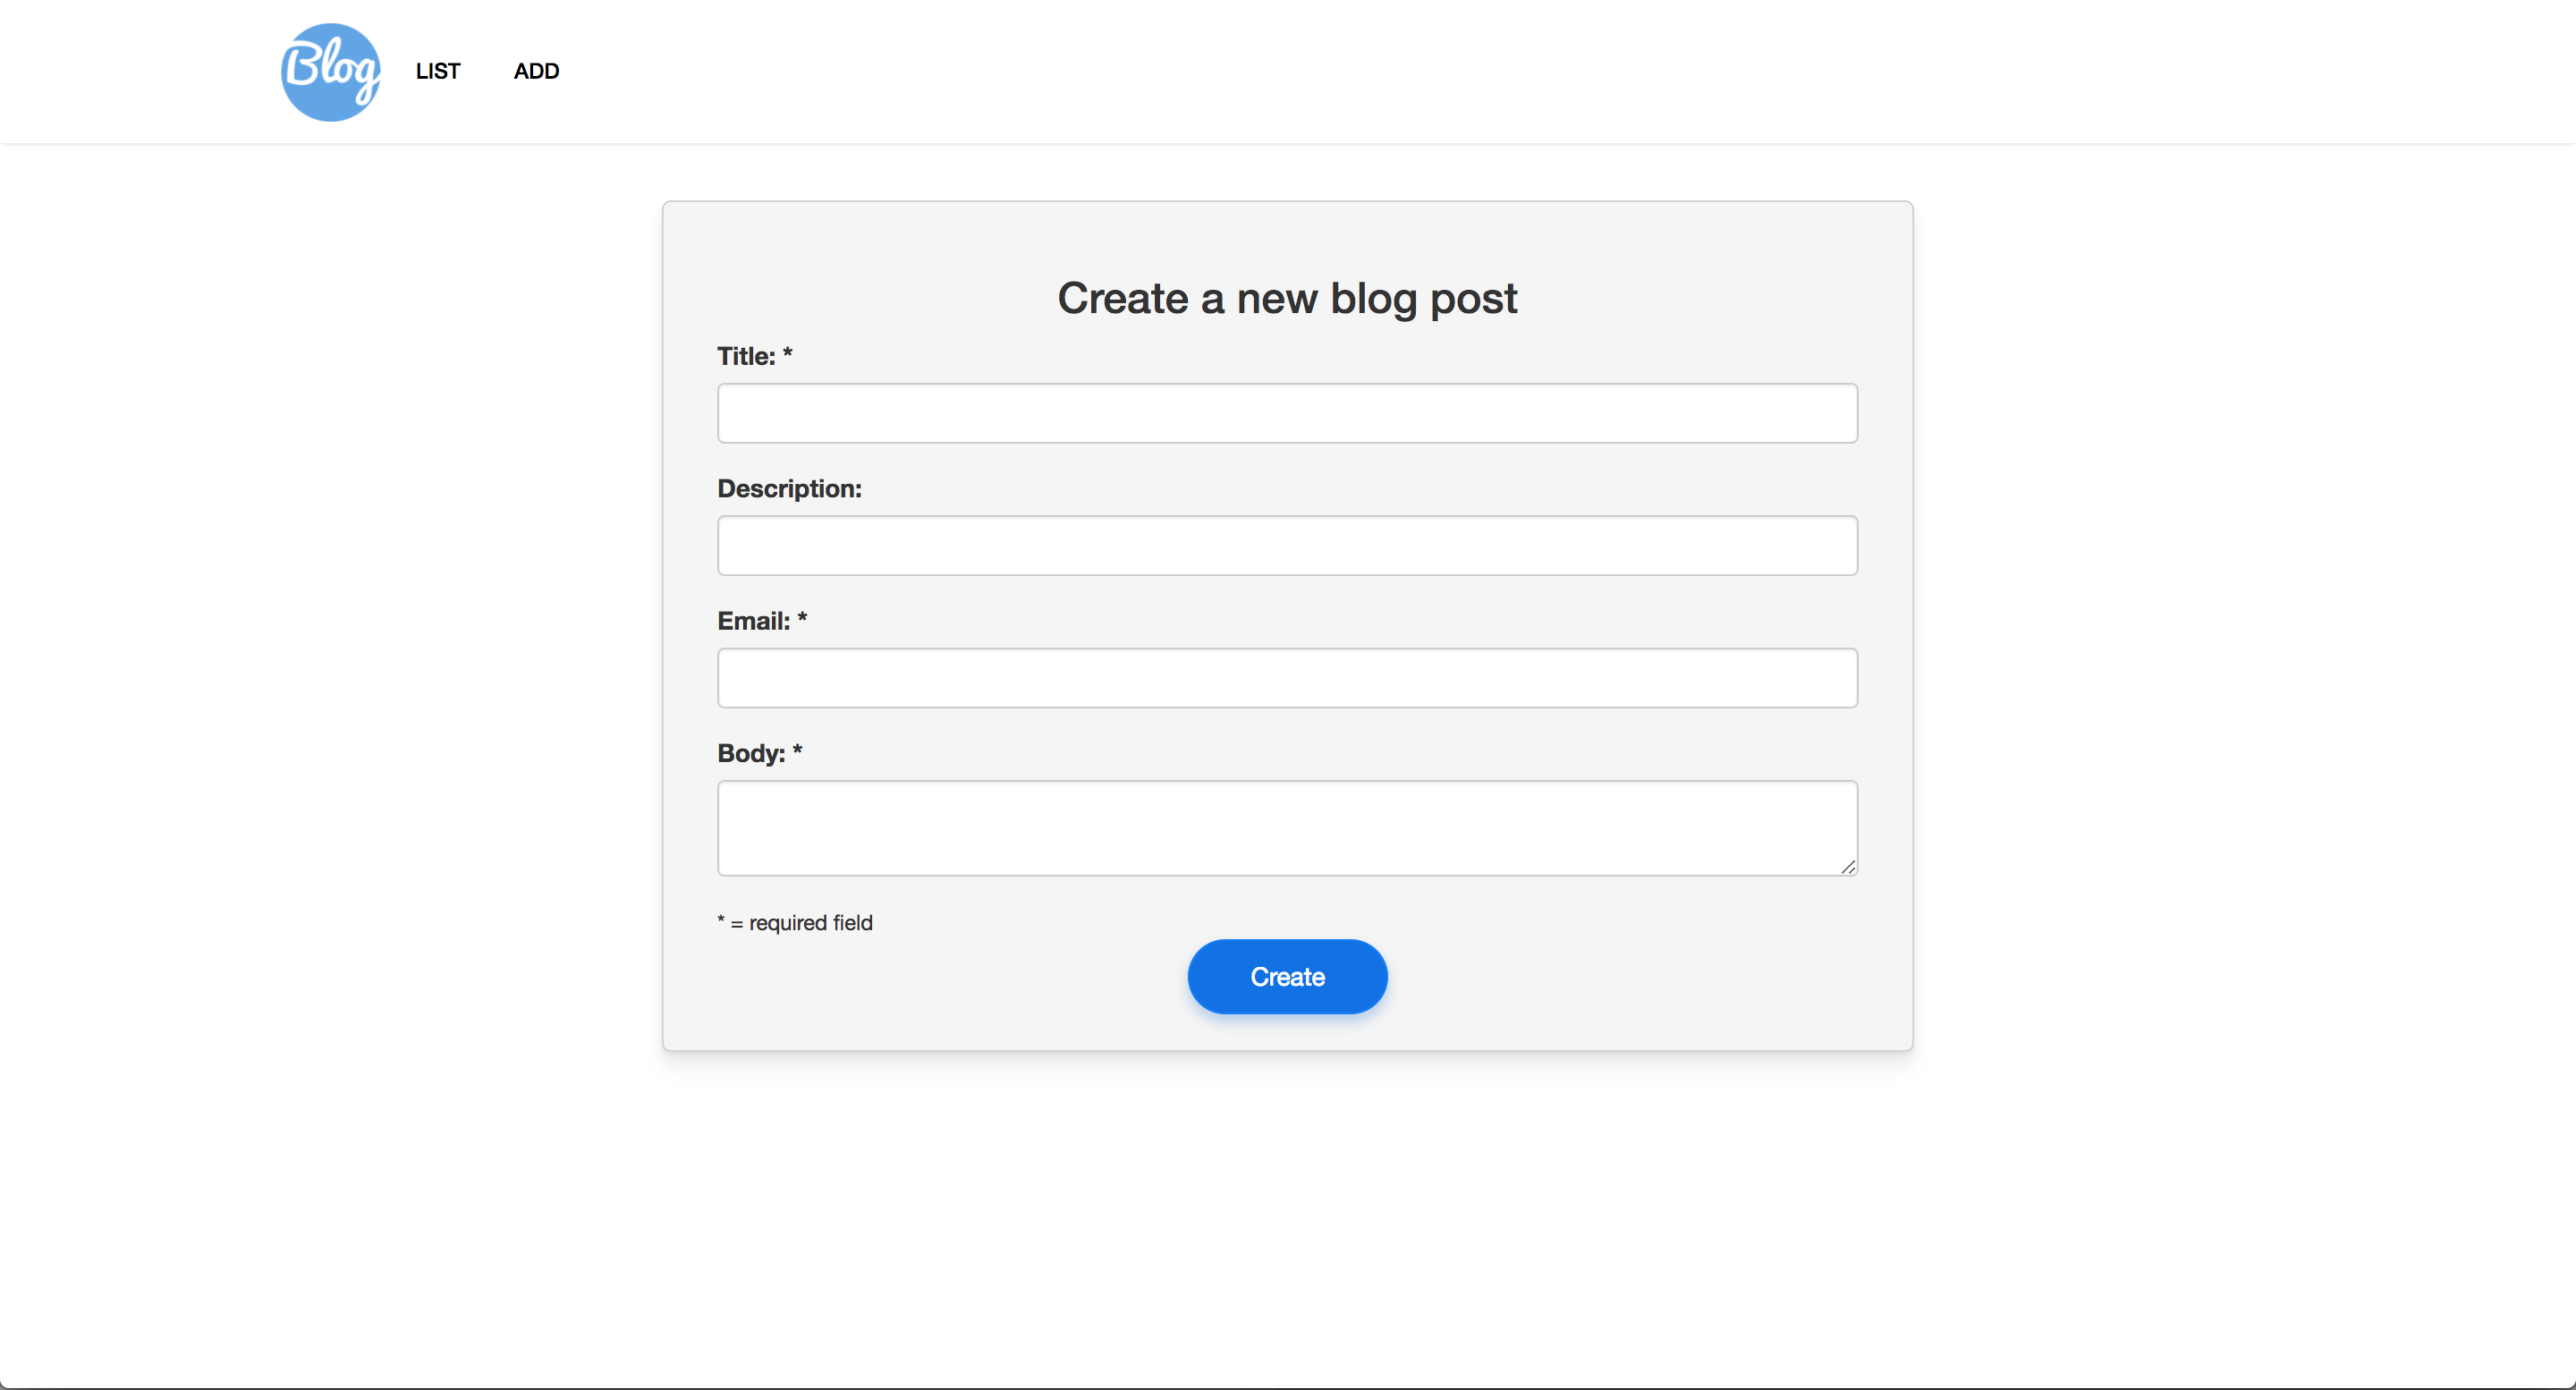 Blog LIST ADD
Create a new blog post
Title: *
Description:
Email: *
Body: *
* = required field
Create